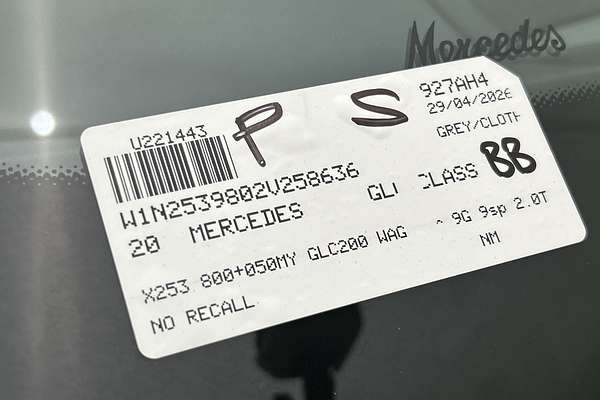 Mercedes
927AH4
U221443 P S 29/04/2026
GREY/CLOTH
W1N2539802V258636 BB
20 MERCEDES GL CLASS
X253 800+050MY GLC200 WAG 9G 9sp 2.0T
NO RECALL NM